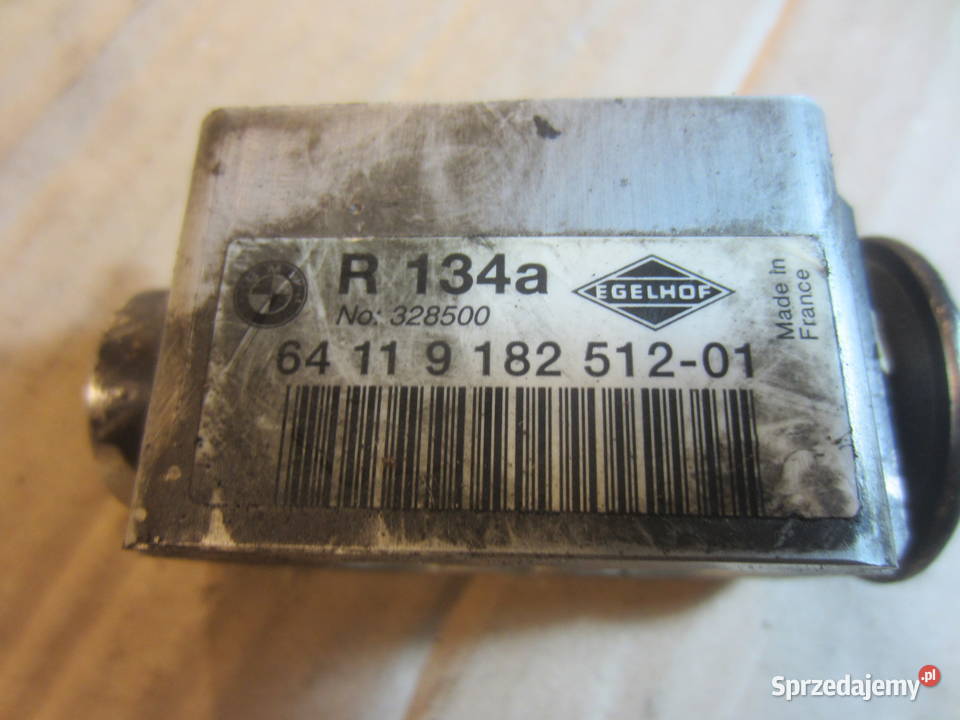 R 134a
EGELHOF
No: 328500
64 11 9 182 512-01
Made In
France
Sprzedajemy.pl